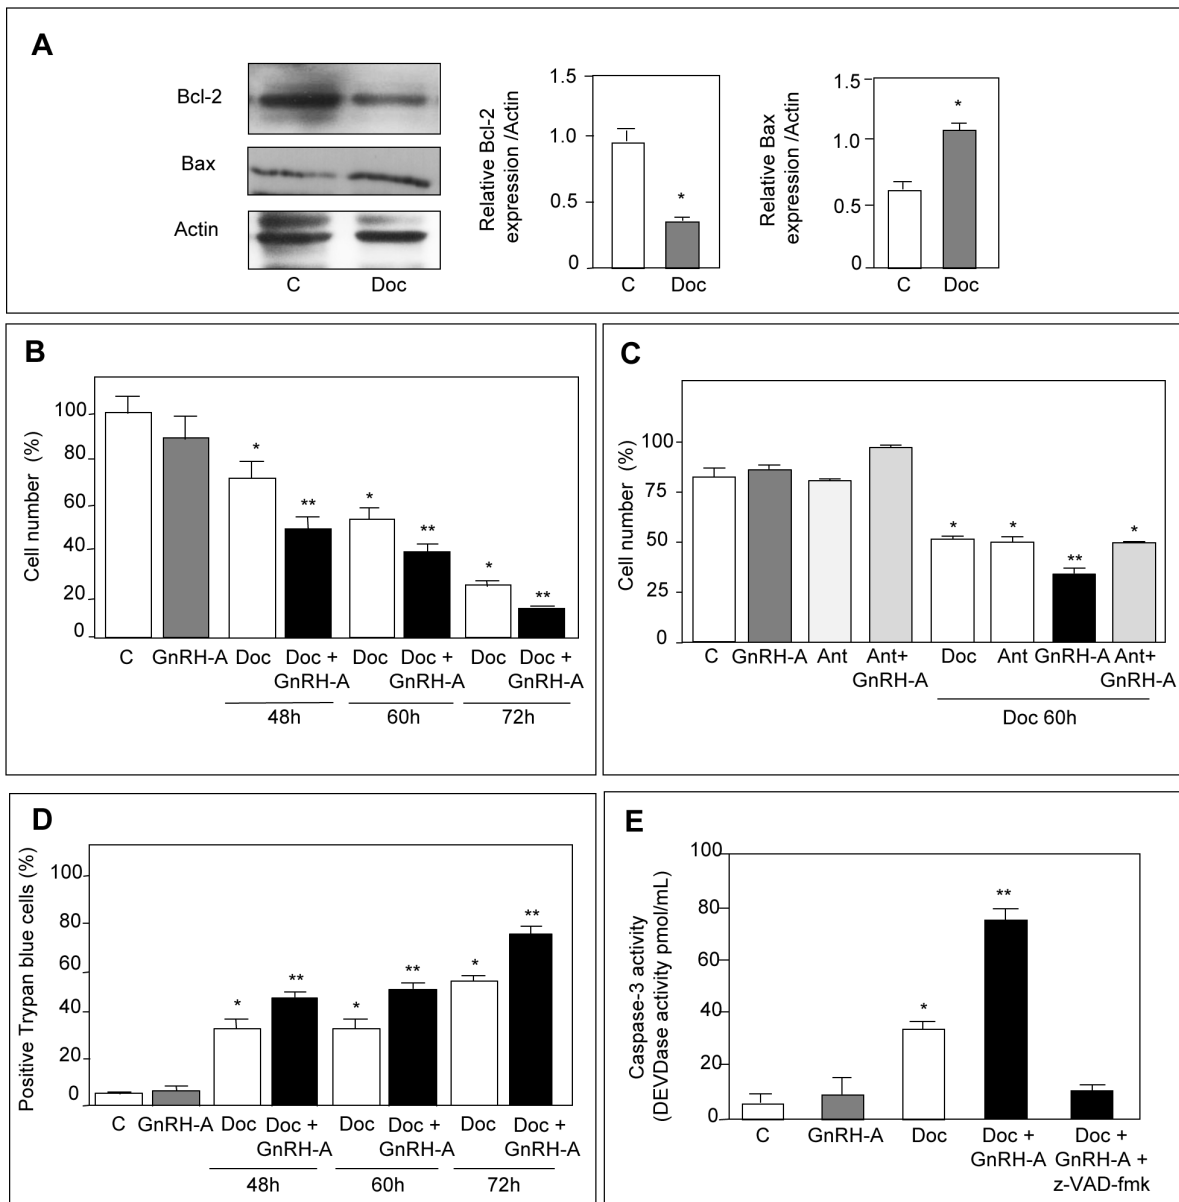 A
Bcl-2
Bax
Actin
C Doc
Relative Bcl-2
expression /Actin
1.5
1.0
0.5
0
*
C Doc
Relative Bax
expression /Actin
1.5
1.0
0.5
0
*
C Doc
B
Cell number (%)
100
80
60
40
20
0
* ** * ** * **
C GnRH-A Doc Doc + Doc Doc + Doc Doc +
GnRH-A GnRH-A GnRH-A
48h 60h 72h
C
Cell number (%)
100
75
50
25
0
* * ** *
C GnRH-A Ant Ant+ Doc Ant GnRH-A Ant+
GnRH-A GnRH-A
Doc 60h
D
Positive Trypan blue cells (%)
100
80
60
40
20
0
* ** * ** * **
C GnRH-A Doc Doc + Doc Doc + Doc Doc +
GnRH-A GnRH-A GnRH-A
48h 60h 72h
E
Caspase-3 activity
(DEVDase activity pmol/mL)
100
80
60
40
20
0
* **
C GnRH-A Doc Doc + Doc +
GnRH-A GnRH-A +
z-VAD-fmk